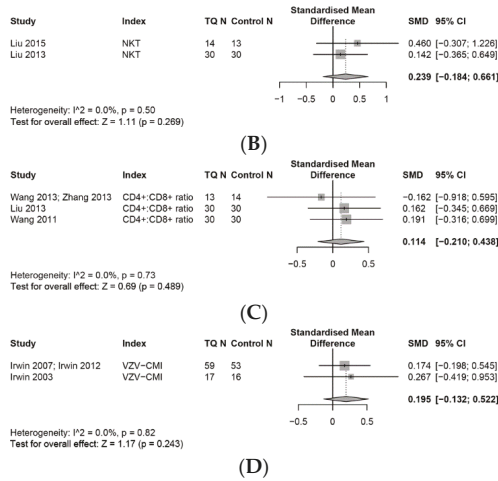 Standardised Mean
Study Index TQ N Control N Difference SMD 95% CI
Liu 2015 NKT 14 13 0.460 [−0.307; 1.226]
Liu 2013 NKT 30 30 0.142 [−0.365; 0.649]
0.239 [−0.184; 0.661]
−1 −0.5 0 0.5 1
Heterogeneity: I^2 = 0.0%, p = 0.50
Test for overall effect: Z = 1.11 (p = 0.269)
(B)
Standardised Mean
Study Index TQ N Control N Difference SMD 95% CI
Wang 2013; Zhang 2013 CD4+:CD8+ ratio 13 14 −0.162 [−0.918; 0.595]
Liu 2013 CD4+:CD8+ ratio 30 30 0.162 [−0.345; 0.669]
Wang 2011 CD4+:CD8+ ratio 30 30 0.191 [−0.316; 0.699]
0.114 [−0.210; 0.438]
−0.5 0 0.5
Heterogeneity: I^2 = 0.0%, p = 0.73
Test for overall effect: Z = 0.69 (p = 0.489)
(C)
Standardised Mean
Study Index TQ N Control N Difference SMD 95% CI
Irwin 2007; Irwin 2012 VZV−CMI 59 53 0.174 [−0.198; 0.545]
Irwin 2003 VZV−CMI 17 16 0.267 [−0.419; 0.953]
0.195 [−0.132; 0.522]
−0.5 0 0.5
Heterogeneity: I^2 = 0.0%, p = 0.82
Test for overall effect: Z = 1.17 (p = 0.243)
(D)